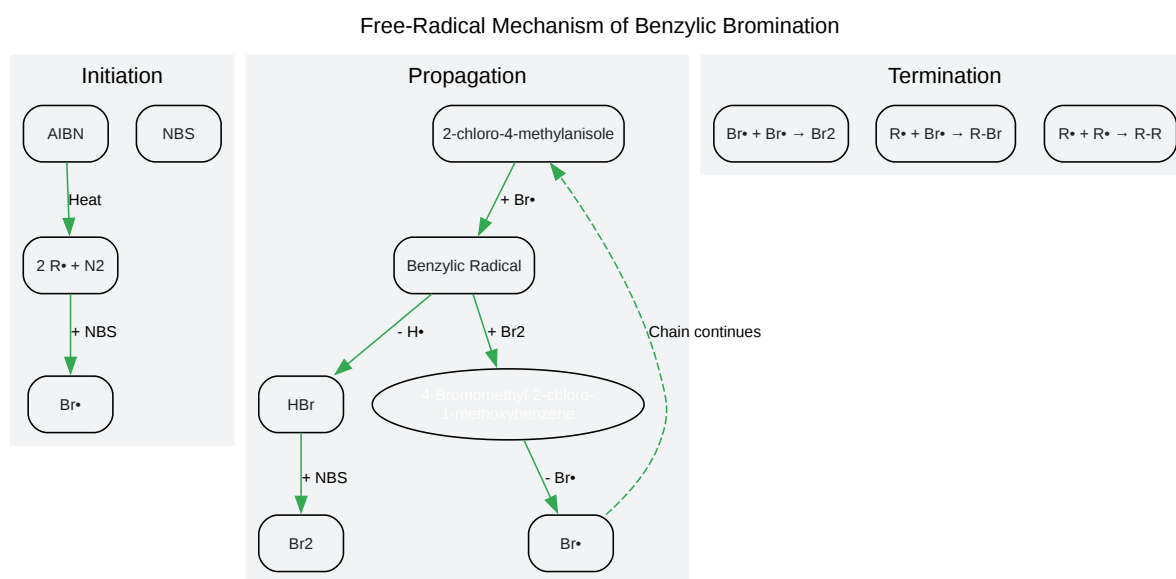 Free-Radical Mechanism of Benzylic Bromination
Initiation
AIBN
NBS
Heat
2 R• + N2
+ NBS
Br•
Propagation
2-chloro-4-methylanisole
+ Br•
Benzylic Radical
- H•
+ Br2
Chain continues
HBr
4-Bromomethyl-2-chloro-
1-methoxybenzene
+ NBS
- Br•
Br2
Br•
Termination
Br• + Br• → Br2
R• + Br• → R-Br
R• + R• → R-R